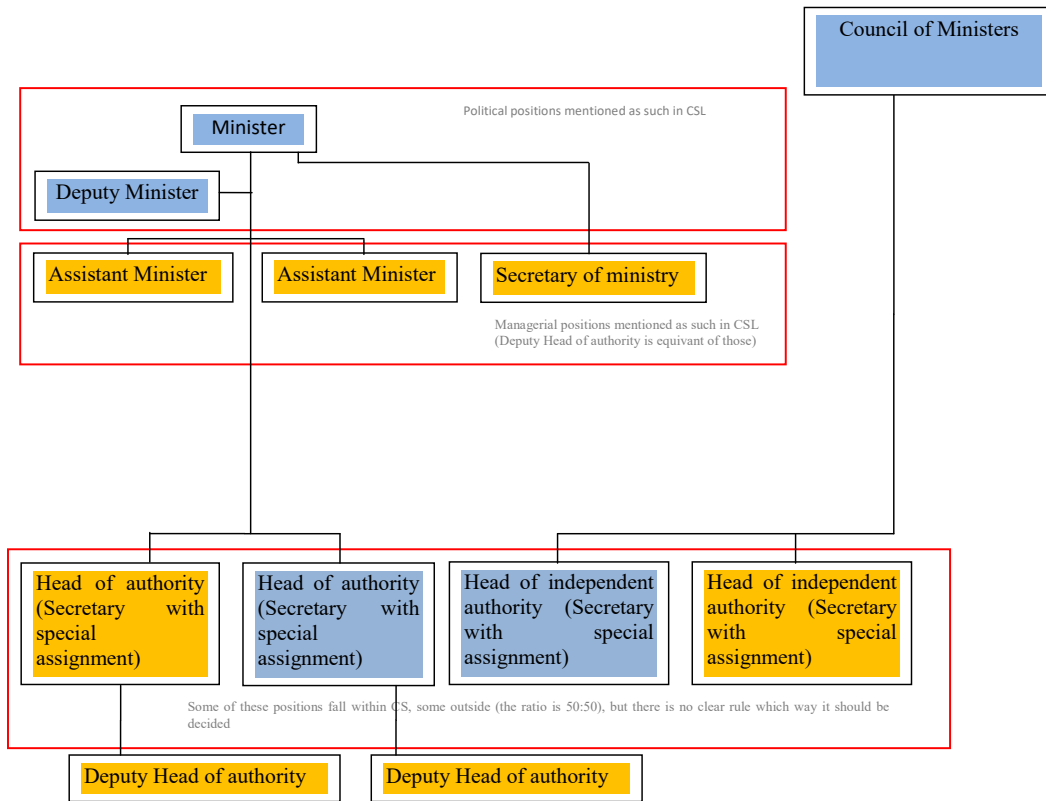 Council of Ministers
Political positions mentioned as such in CSL
Minister
Deputy Minister
Assistant Minister
Assistant Minister
Secretary of ministry
Managerial positions mentioned as such in CSL
(Deputy Head of authority is equivant of those)
Head of authority
(Secretary with
special
assignment)
Head of authority
(Secretary with
special
assignment)
Head of independent
authority (Secretary
with special
assignment)
Head of independent
authority (Secretary
with special
assignment)
Some of these positions fall within CS, some outside (the ratio is 50:50), but there is no clear rule which way it should be
decided
Deputy Head of authority
Deputy Head of authority